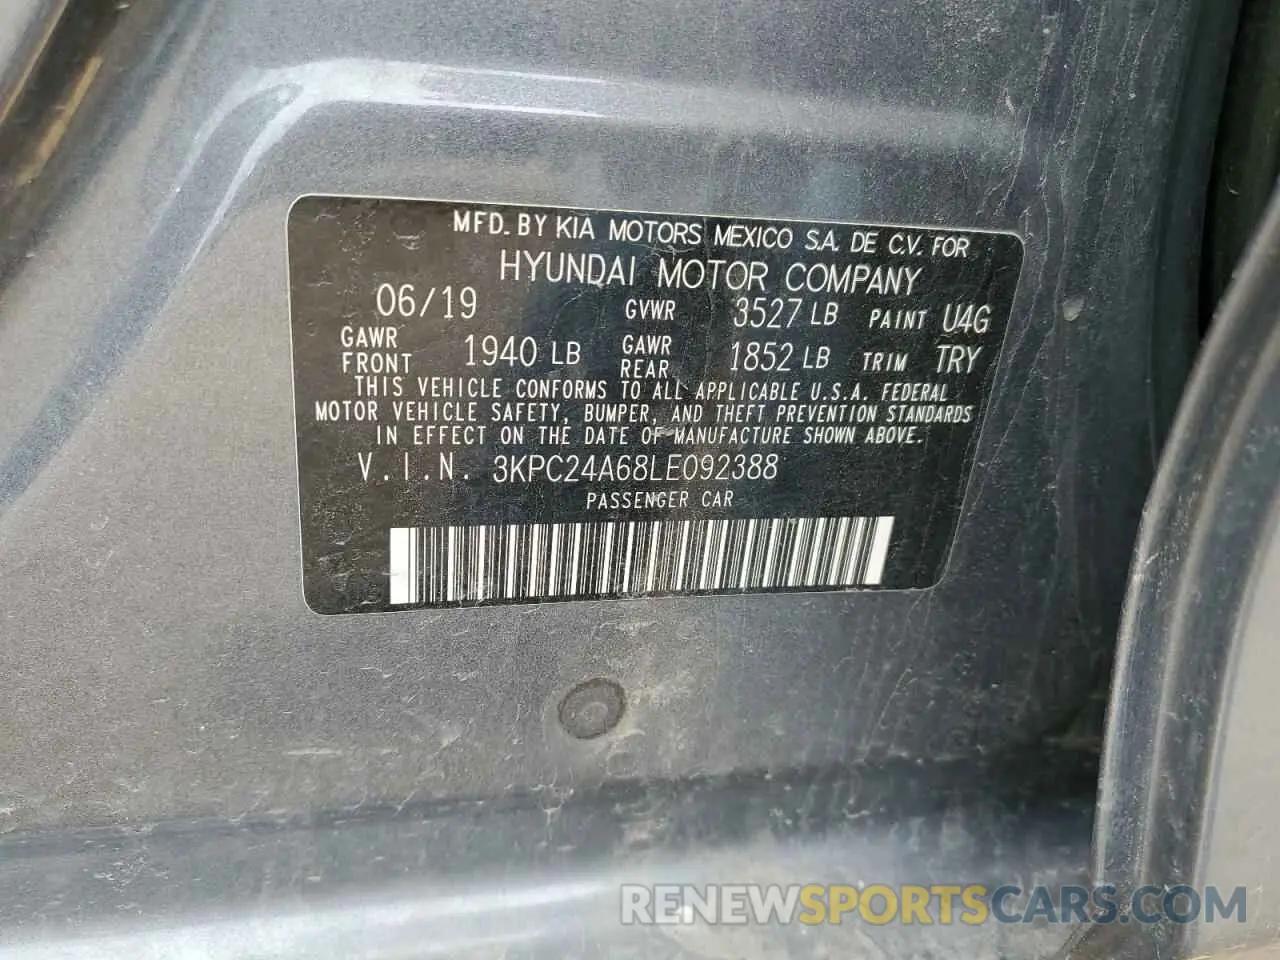 MFD. BY KIA MOTORS MEXICO S.A. DE C.V. FOR
HYUNDAI MOTOR COMPANY
06/19 GVWR 3527 LB PAINT U4G
GAWR FRONT 1940 LB GAWR REAR 1852 LB TRIM TRY
THIS VEHICLE CONFORMS TO ALL APPLICABLE U.S.A. FEDERAL
MOTOR VEHICLE SAFETY, BUMPER, AND THEFT PREVENTION STANDARDS
IN EFFECT ON THE DATE OF MANUFACTURE SHOWN ABOVE.
V.I.N. 3KPC24A68LE092388
PASSENGER CAR
RENEWSPORTSCARS.COM